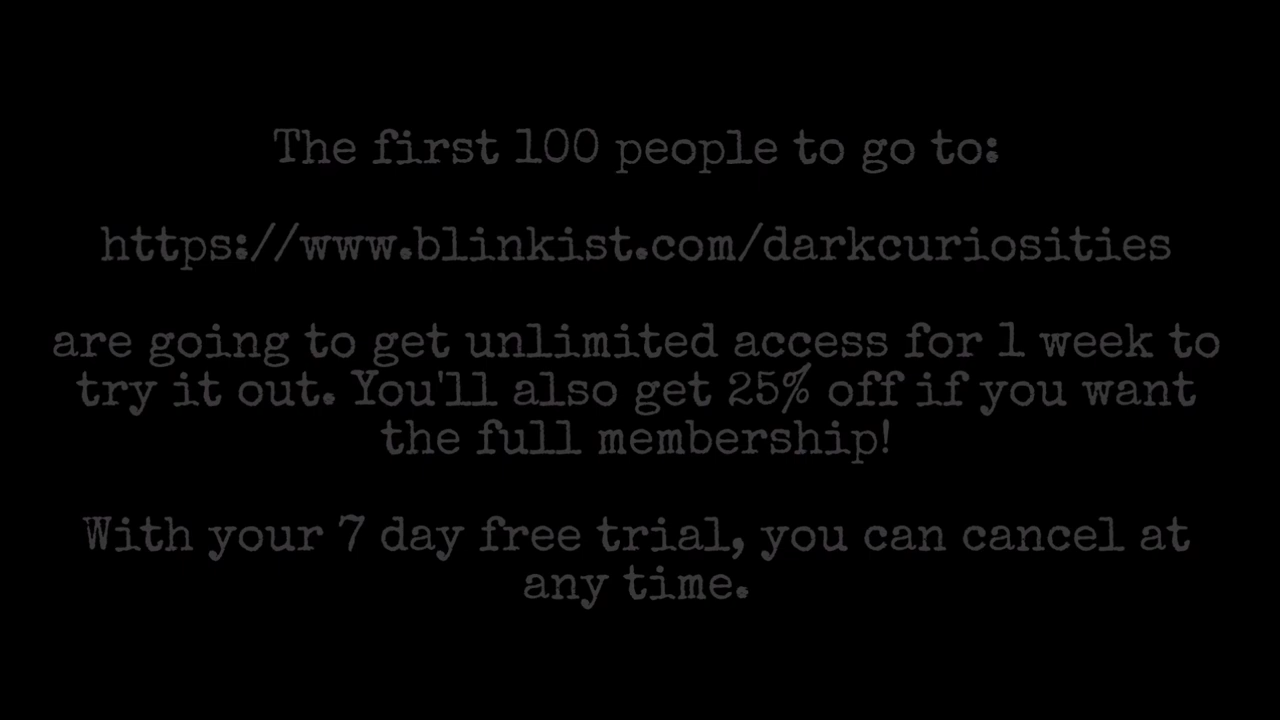 The first 100 people to go to:
https://www.blinkist.com/darkcuriosities
are going to get unlimited access for 1 week to
try it out. You'll also get 25% off if you want
the full membership!
With your 7 day free trial, you can cancel at
any time.